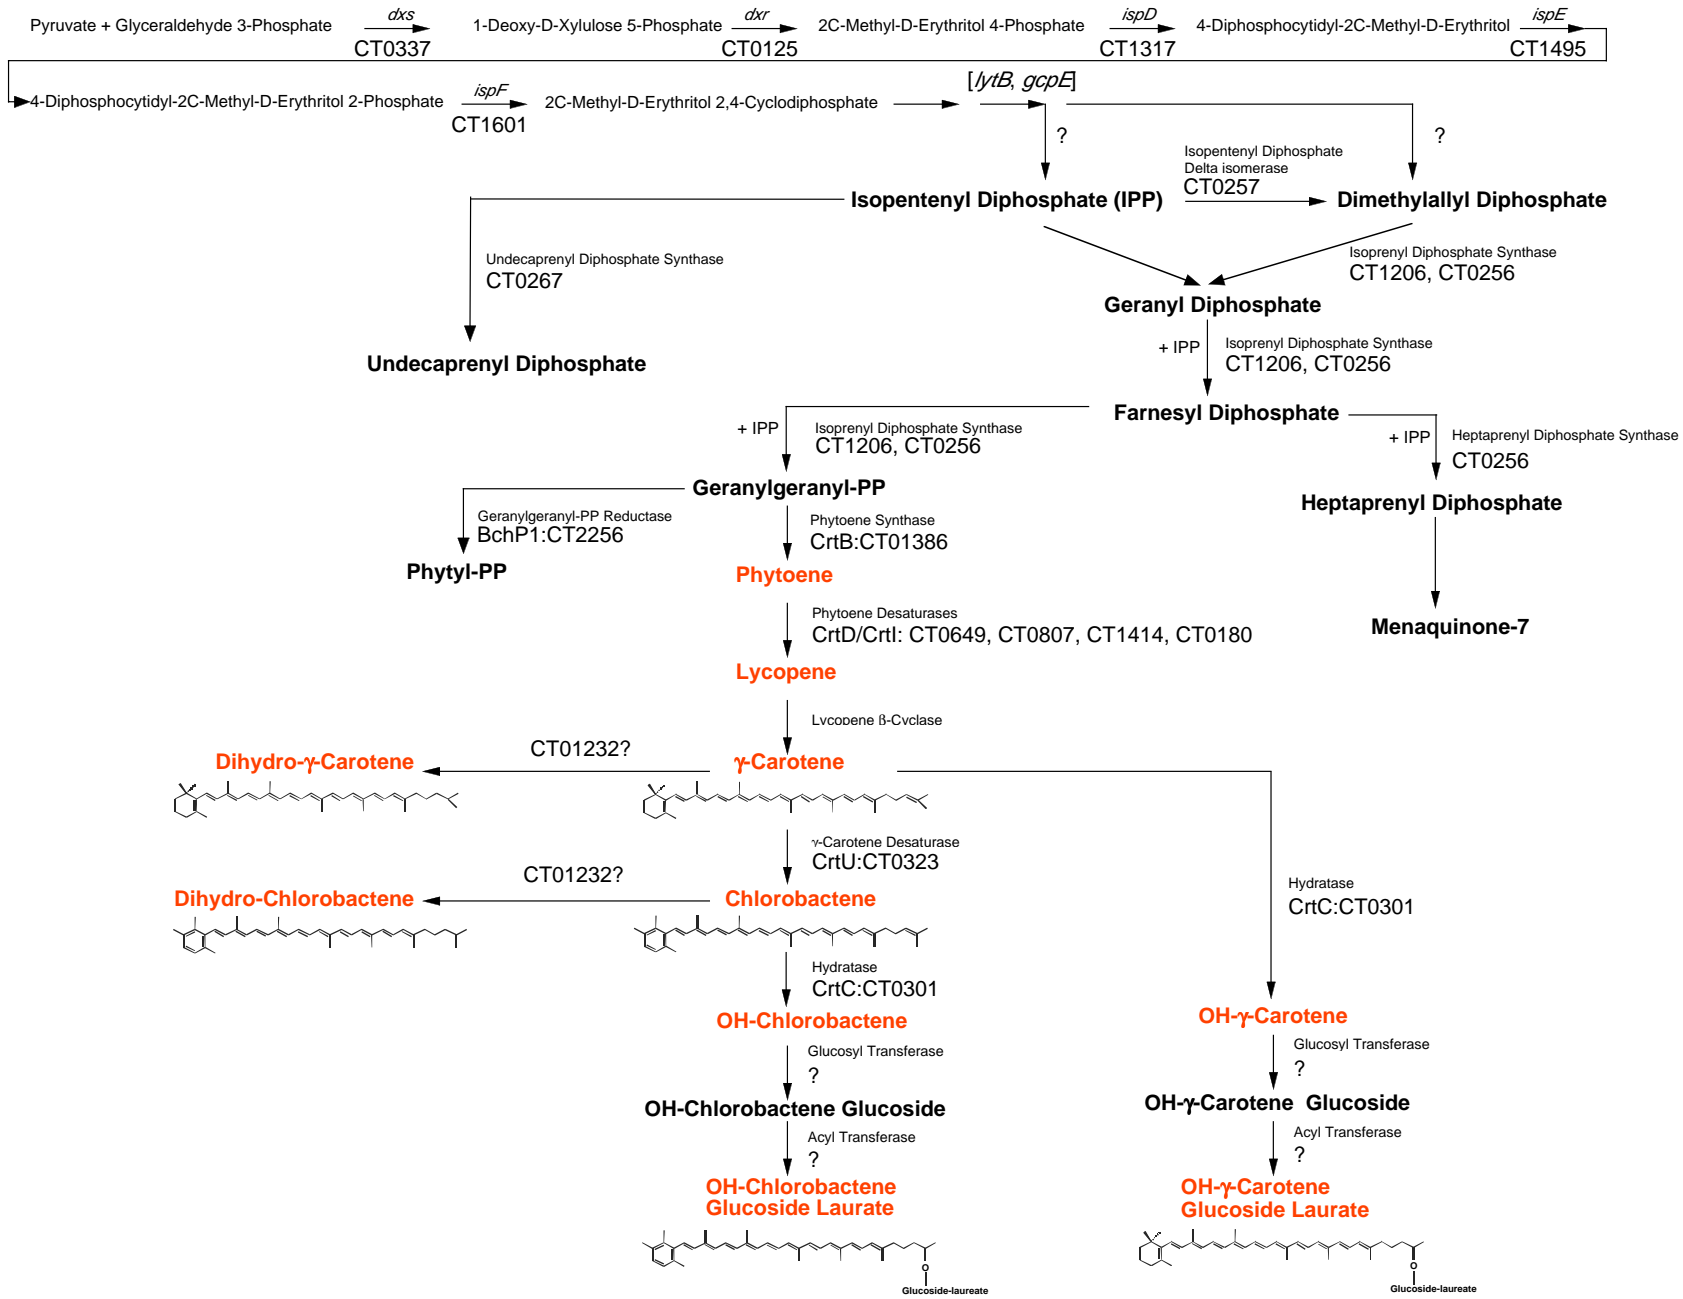 Pyruvate + Glyceraldehyde 3-Phosphate
dxs
CT0337
1-Deoxy-D-Xylulose 5-Phosphate
dxr
CT0125
2C-Methyl-D-Erythritol 4-Phosphate
ispD
CT1317
4-Diphosphocytidyl-2C-Methyl-D-Erythritol
ispE
CT1495
4-Diphosphocytidyl-2C-Methyl-D-Erythritol 2-Phosphate
ispF
CT1601
2C-Methyl-D-Erythritol 2,4-Cyclodiphosphate
[lytB, gcpE]
?
?
Isopentenyl Diphosphate
Delta isomerase
CT0257
Isopentenyl Diphosphate (IPP)
Dimethylallyl Diphosphate
Undecaprenyl Diphosphate Synthase
CT0267
Isoprenyl Diphosphate Synthase
CT1206, CT0256
Geranyl Diphosphate
+ IPP
Isoprenyl Diphosphate Synthase
CT1206, CT0256
Undecaprenyl Diphosphate
Farnesyl Diphosphate
+ IPP
Isoprenyl Diphosphate Synthase
CT1206, CT0256
+ IPP
Heptaprenyl Diphosphate Synthase
CT0256
Geranylgeranyl-PP
Heptaprenyl Diphosphate
Geranylgeranyl-PP Reductase
BchP1:CT2256
Phytoene Synthase
CrtB:CT01386
Phytyl-PP
Phytoene
Phytoene Desaturases
CrtD/CrtI: CT0649, CT0807, CT1414, CT0180
Menaquinone-7
Lycopene
Lycopene ß-Cyclase
Dihydro-γ-Carotene
CT01232?
γ-Carotene
γ-Carotene Desaturase
CrtU:CT0323
Dihydro-Chlorobactene
CT01232?
Chlorobactene
Hydratase
CrtC:CT0301
Hydratase
CrtC:CT0301
OH-Chlorobactene
OH-γ-Carotene
Glucosyl Transferase
?
Glucosyl Transferase
?
OH-Chlorobactene Glucoside
OH-γ-Carotene Glucoside
Acyl Transferase
?
Acyl Transferase
?
OH-Chlorobactene
Glucoside Laurate
OH-γ-Carotene
Glucoside Laurate
O
Glucoside-laureate
O
Glucoside-laureate